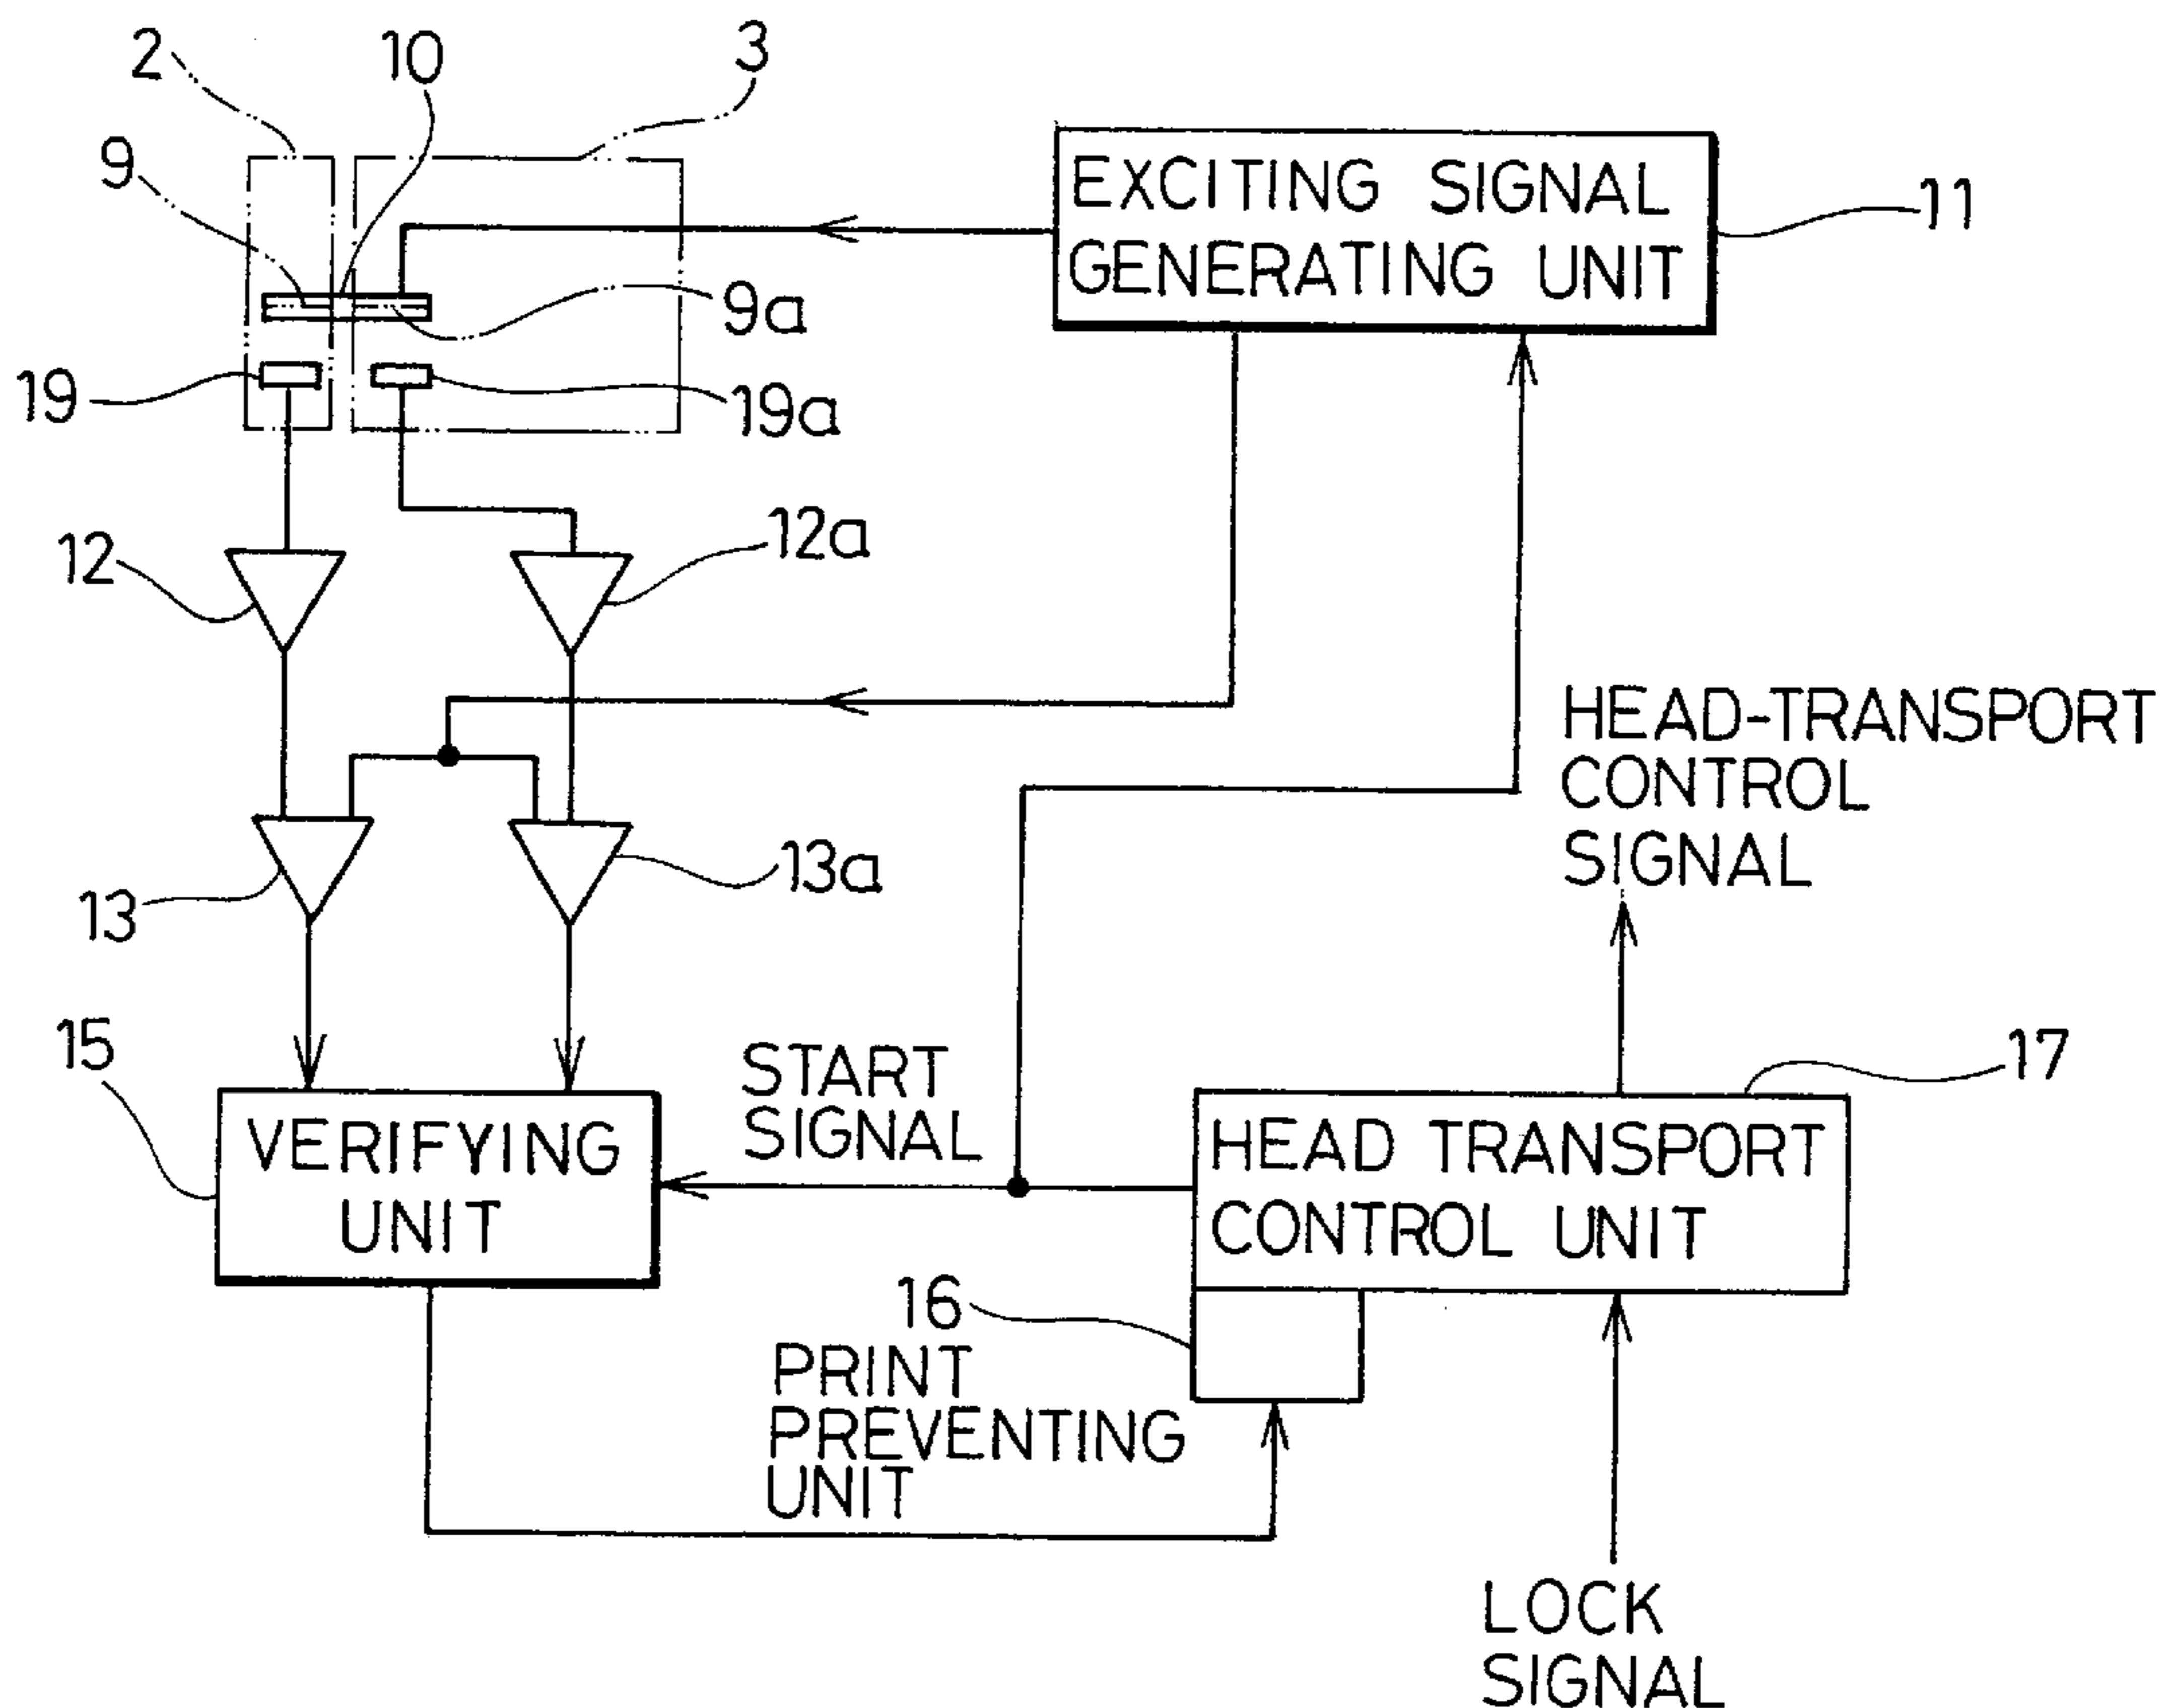 2
10
3
9
EXCITING SIGNAL
GENERATING UNIT
11
9a
19
19a
12
12a
HEAD-TRANSPORT
CONTROL
SIGNAL
13
13a
15
START
SIGNAL
17
VERIFYING
UNIT
HEAD TRANSPORT
CONTROL UNIT
16
PRINT
PREVENTING
UNIT
LOCK
SIGNAL